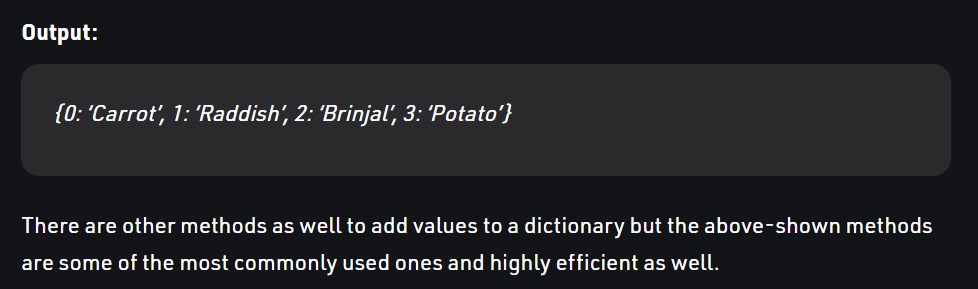 Output:
{0: ‘Carrot’, 1: ‘Raddish’, 2: ‘Brinjal’, 3: ‘Potato’}
There are other methods as well to add values to a dictionary but the above-shown methods
are some of the most commonly used ones and highly efficient as well.